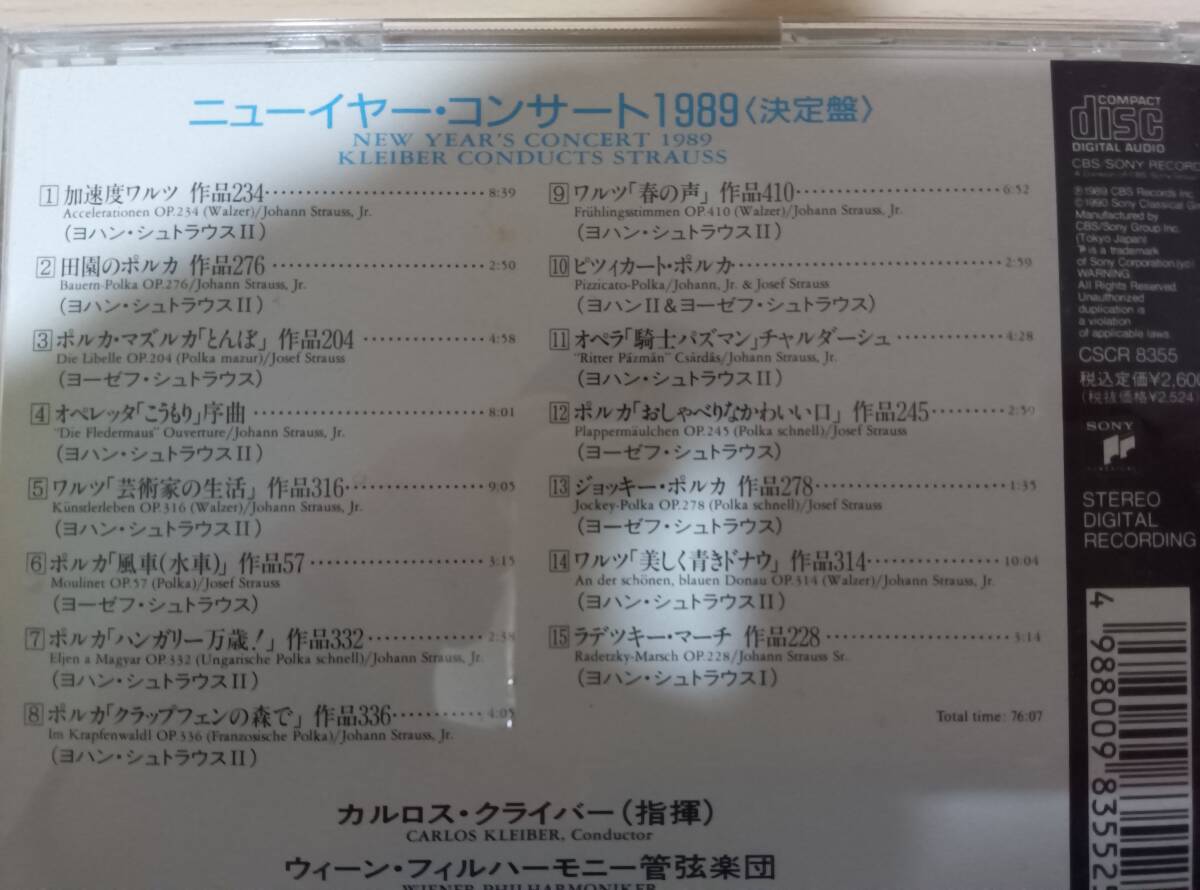 ニューイヤー・コンサート1989〈決定盤〉
NEW YEAR'S CONCERT 1989
KLEIBER CONDUCTS STRAUSS
1 加速度ワルツ 作品234 8:39
Accelerationen OP.234 (Walzer)/Johann Strauss, Jr.
(ヨハン・シュトラウスII)
2 田園のポルカ 作品276 2:50
Bauern-Polka OP.276/Johann Strauss, Jr.
(ヨハン・シュトラウスII)
3 ポルカ・マズルカ「とんぼ」 作品204 4:58
Die Libelle OP.204 (Polka mazur)/Josef Strauss
(ヨーゼフ・シュトラウス)
4 オペレッタ「こうもり」序曲 8:01
"Die Fledermaus" Ouverture/Johann Strauss, Jr.
(ヨハン・シュトラウスII)
5 ワルツ「芸術家の生活」 作品316 9:05
Künstlerleben OP.316 (Walzer)/Johann Strauss, Jr.
(ヨハン・シュトラウスII)
6 ポルカ「風車(水車)」 作品57 3:15
Moulinet OP.57 (Polka)/Josef Strauss
(ヨーゼフ・シュトラウス)
7 ポルカ「ハンガリー万歳!」 作品332 2:38
Eljen a Magyar OP.332 (Ungarische Polka schnell)/Johann Strauss, Jr.
(ヨハン・シュトラウスII)
8 ポルカ「クラップフェンの森で」 作品336 4:05
Im Krapfenwaldl OP.336 (Französische Polka)/Johann Strauss, Jr.
(ヨハン・シュトラウスII)
9 ワルツ「春の声」 作品410 6:52
Frühlingsstimmen OP.410 (Walzer)/Johann Strauss, Jr.
(ヨハン・シュトラウスII)
10 ピツィカート・ポルカ 2:59
Pizzicato-Polka/Johann, Jr. & Josef Strauss
(ヨハンII&ヨーゼフ・シュトラウス)
11 オペラ「騎士パズマン」チャルダーシュ 4:28
"Ritter Pázmán" Csárdás/Johann Strauss, Jr.
(ヨハン・シュトラウスII)
12 ポルカ「おしゃべりなかわいい口」 作品245 2:59
Plappermäulchen OP.245 (Polka schnell)/Josef Strauss
(ヨーゼフ・シュトラウス)
13 ジョッキー・ポルカ 作品278 1:35
Jockey-Polka OP.278 (Polka schnell)/Josef Strauss
(ヨーゼフ・シュトラウス)
14 ワルツ「美しく青きドナウ」 作品314 10:04
An der schönen, blauen Donau OP.314 (Walzer)/Johann Strauss, Jr.
(ヨハン・シュトラウスII)
15 ラデツキー・マーチ 作品228 3:14
Radetzky-Marsch OP.228/Johann Strauss Sr.
(ヨハン・シュトラウスI)
Total time: 76:07
カルロス・クライバー(指揮)
CARLOS KLEIBER, Conductor
ウィーン・フィルハーモニー管弦楽団
WIENER PHILHARMONIKER
COMPACT
disc
DIGITAL AUDIO
CBS/SONY RECORD
℗1989 CBS Records Inc.
©1990 Sony Classical
Manufactured by
CBS/Sony Group Inc.
(Tokyo Japan)
is a trademark
of Sony Corporation
WARNING:
All Rights Reserved.
Unauthorized
duplication is
a violation
of applicable laws.
CSCR 8355
税込定価¥2,600
(税抜価格¥2,524)
SONY
CLASSICAL
STEREO
DIGITAL
RECORDING
4 988009 83552